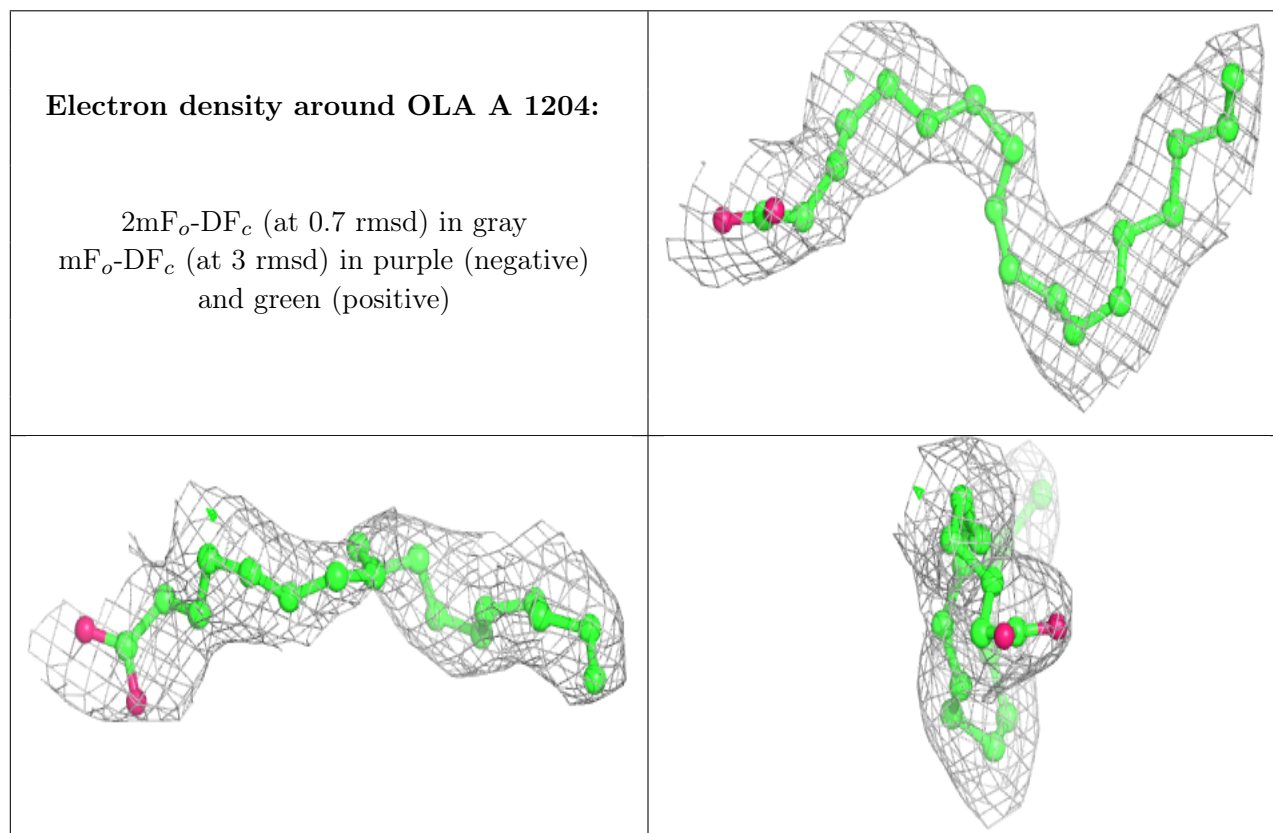 Electron density around OLA A 1204:
2mFo-DFc (at 0.7 rmsd) in gray
mFo-DFc (at 3 rmsd) in purple (negative)
and green (positive)